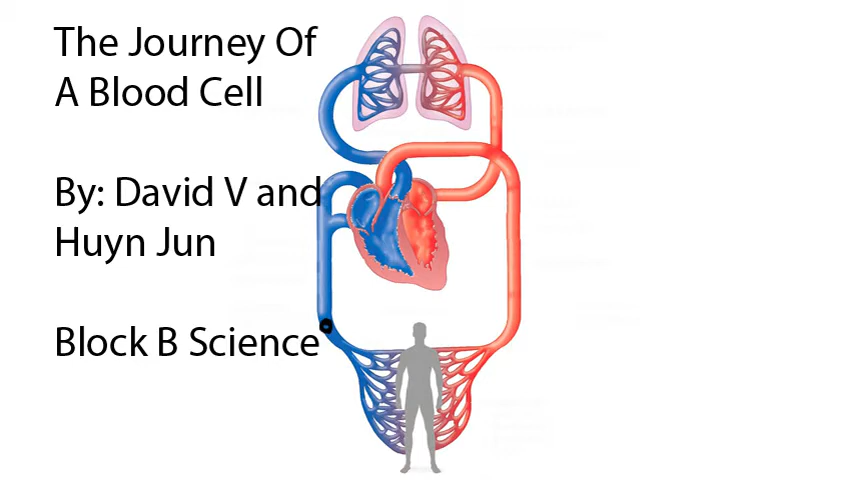 The Journey Of
A Blood Cell
By: David V and
Huyn Jun
Block B Science